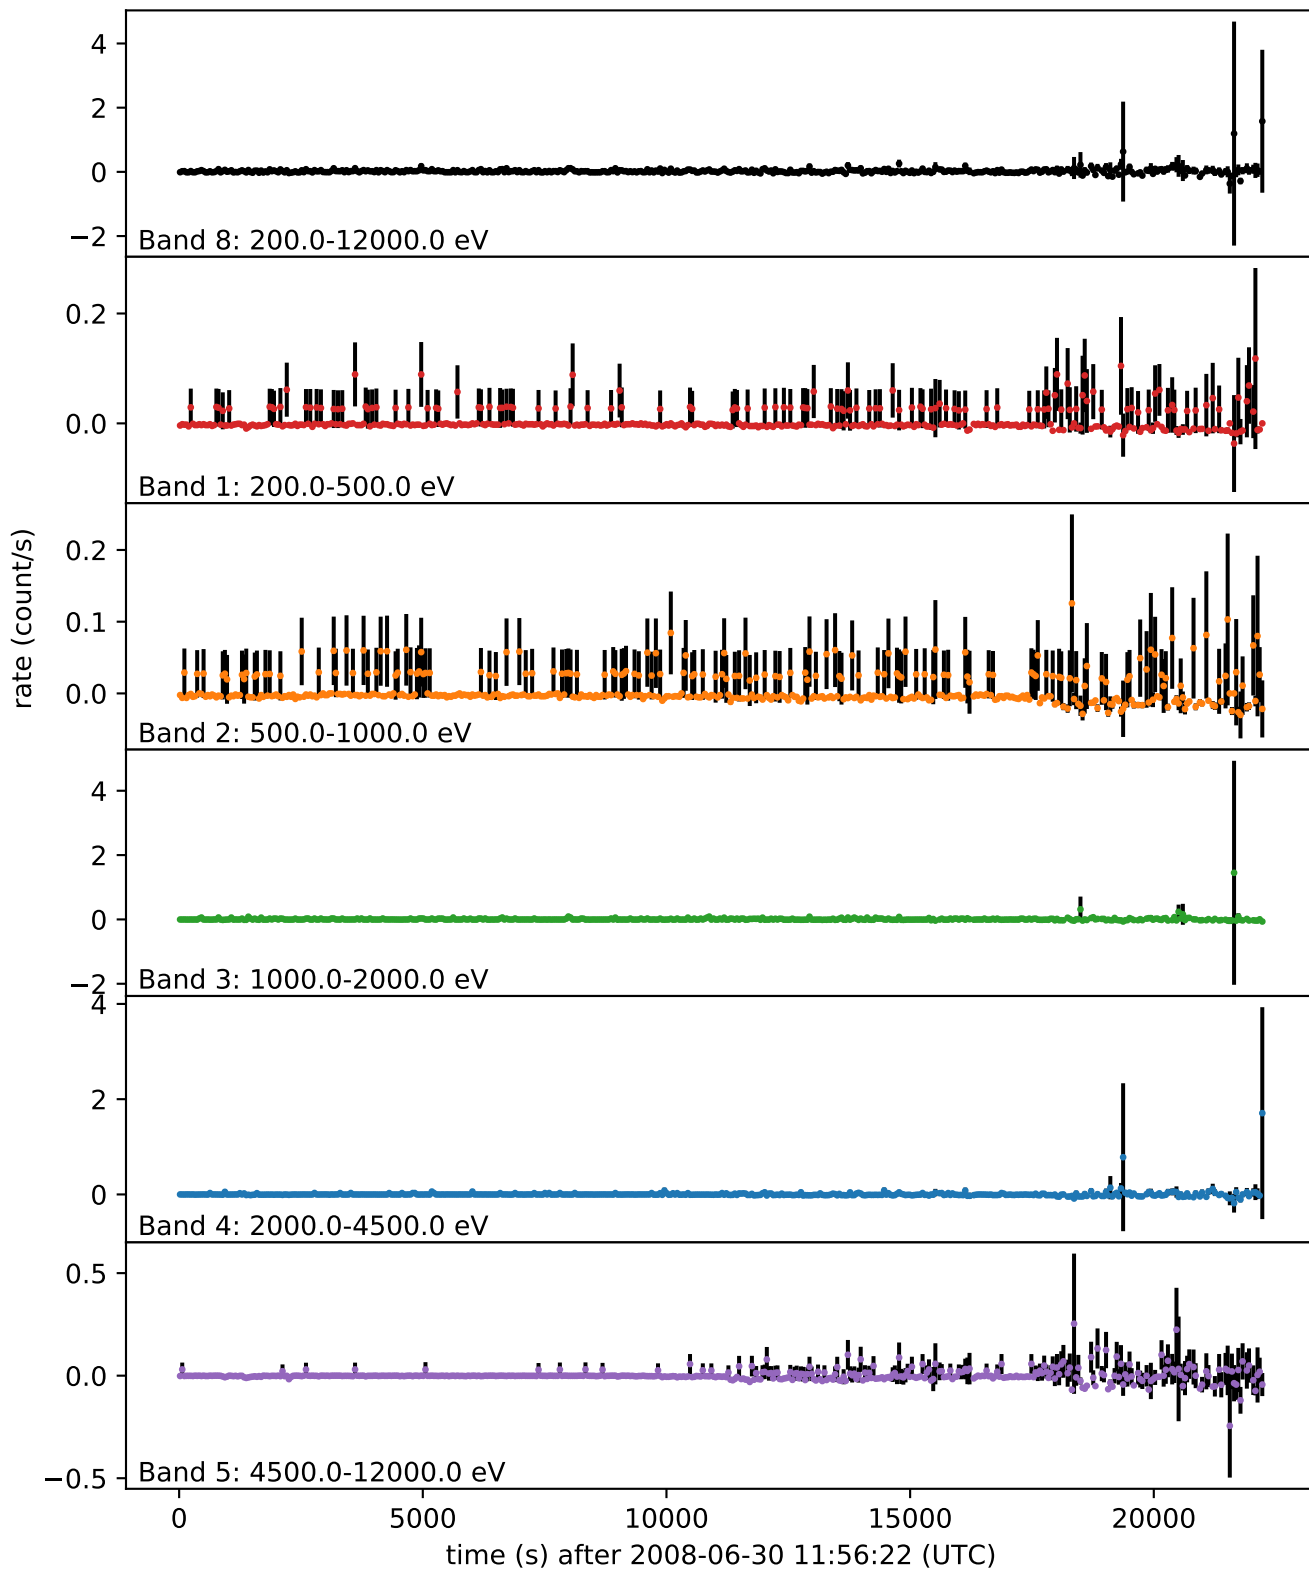 4
2
0
−2
Band 8: 200.0-12000.0 eV
0.2
0.0
Band 1: 200.0-500.0 eV
rate (count/s)
0.2
0.1
0.0
Band 2: 500.0-1000.0 eV
4
2
0
−2
Band 3: 1000.0-2000.0 eV
4
2
0
Band 4: 2000.0-4500.0 eV
0.5
0.0
−0.5
Band 5: 4500.0-12000.0 eV
0 5000 10000 15000 20000
time (s) after 2008-06-30 11:56:22 (UTC)